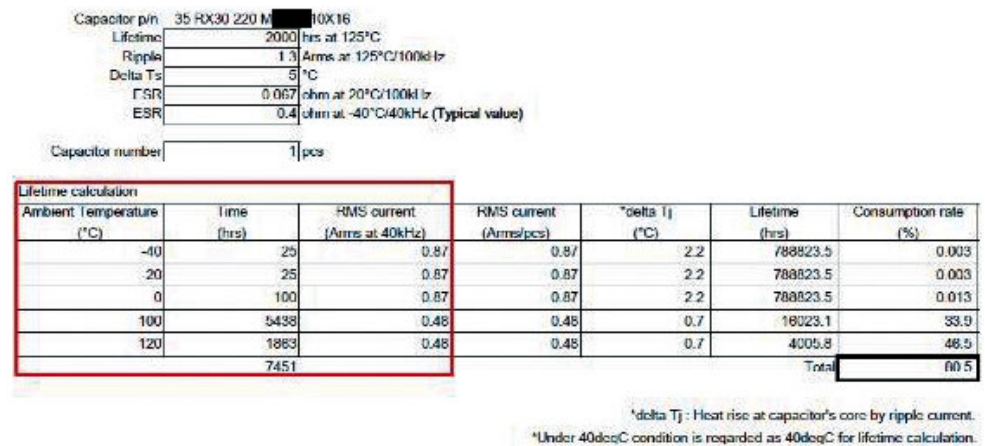 Capacitor p/n 35 RX30 220 M 10X16
Lifetime 2000 hrs at 125°C
Ripple 1.3 Arms at 125°C/100kHz
Delta Ts 5 °C
ESR 0.067 ohm at 20°C/100kHz
ESR 0.4 ohm at -40°C/40kHz (Typical value)
Capacitor number 1 pcs
Lifetime calculation
Ambient Temperature Time RMS current RMS current *delta Tj Lifetime Consumption rate
(°C) (hrs) (Arms at 40kHz) (Arms/pcs) (°C) (hrs) (%)
-40 25 0.87 0.87 2.2 788823.5 0.003
20 25 0.87 0.87 2.2 788823.5 0.003
0 100 0.87 0.87 2.2 788823.5 0.013
100 5438 0.48 0.48 0.7 16023.1 33.9
120 1863 0.48 0.48 0.7 4005.8 46.5
7451 Total 80.5
*delta Tj : Heat rise at capacitor's core by ripple current.
*Under 40degC condition is regarded as 40degC for lifetime calculation.